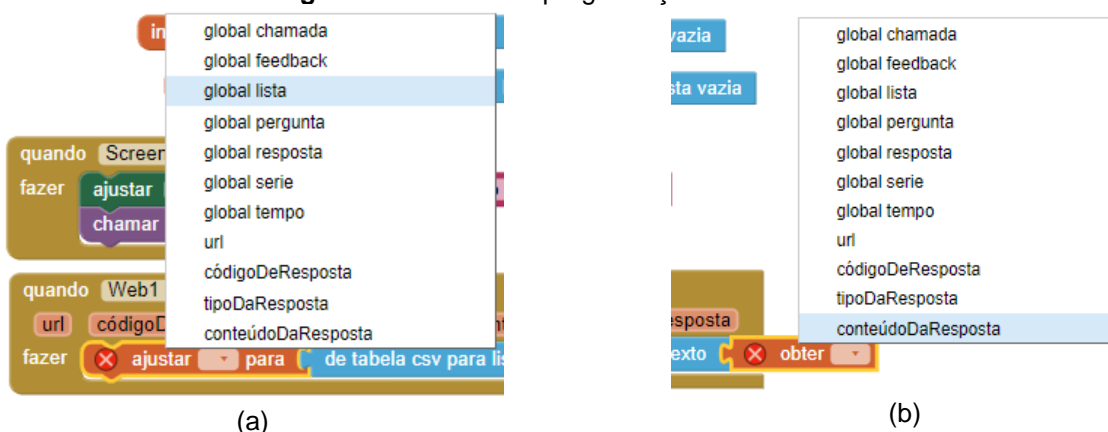 global chamada
global feedback
global lista
global pergunta
global resposta
global serie
global tempo
url
códigoDeResposta
tipoDaResposta
conteúdoDaResposta
in
quando Screen
fazer ajustar
chamar
quando Web1
url códigoD
fazer ajustar para de tabela csv para lis
(a)
vazia
sta vazia
global chamada
global feedback
global lista
global pergunta
global resposta
global serie
global tempo
url
códigoDeResposta
tipoDaResposta
conteúdoDaResposta
esposta
exto obter
(b)